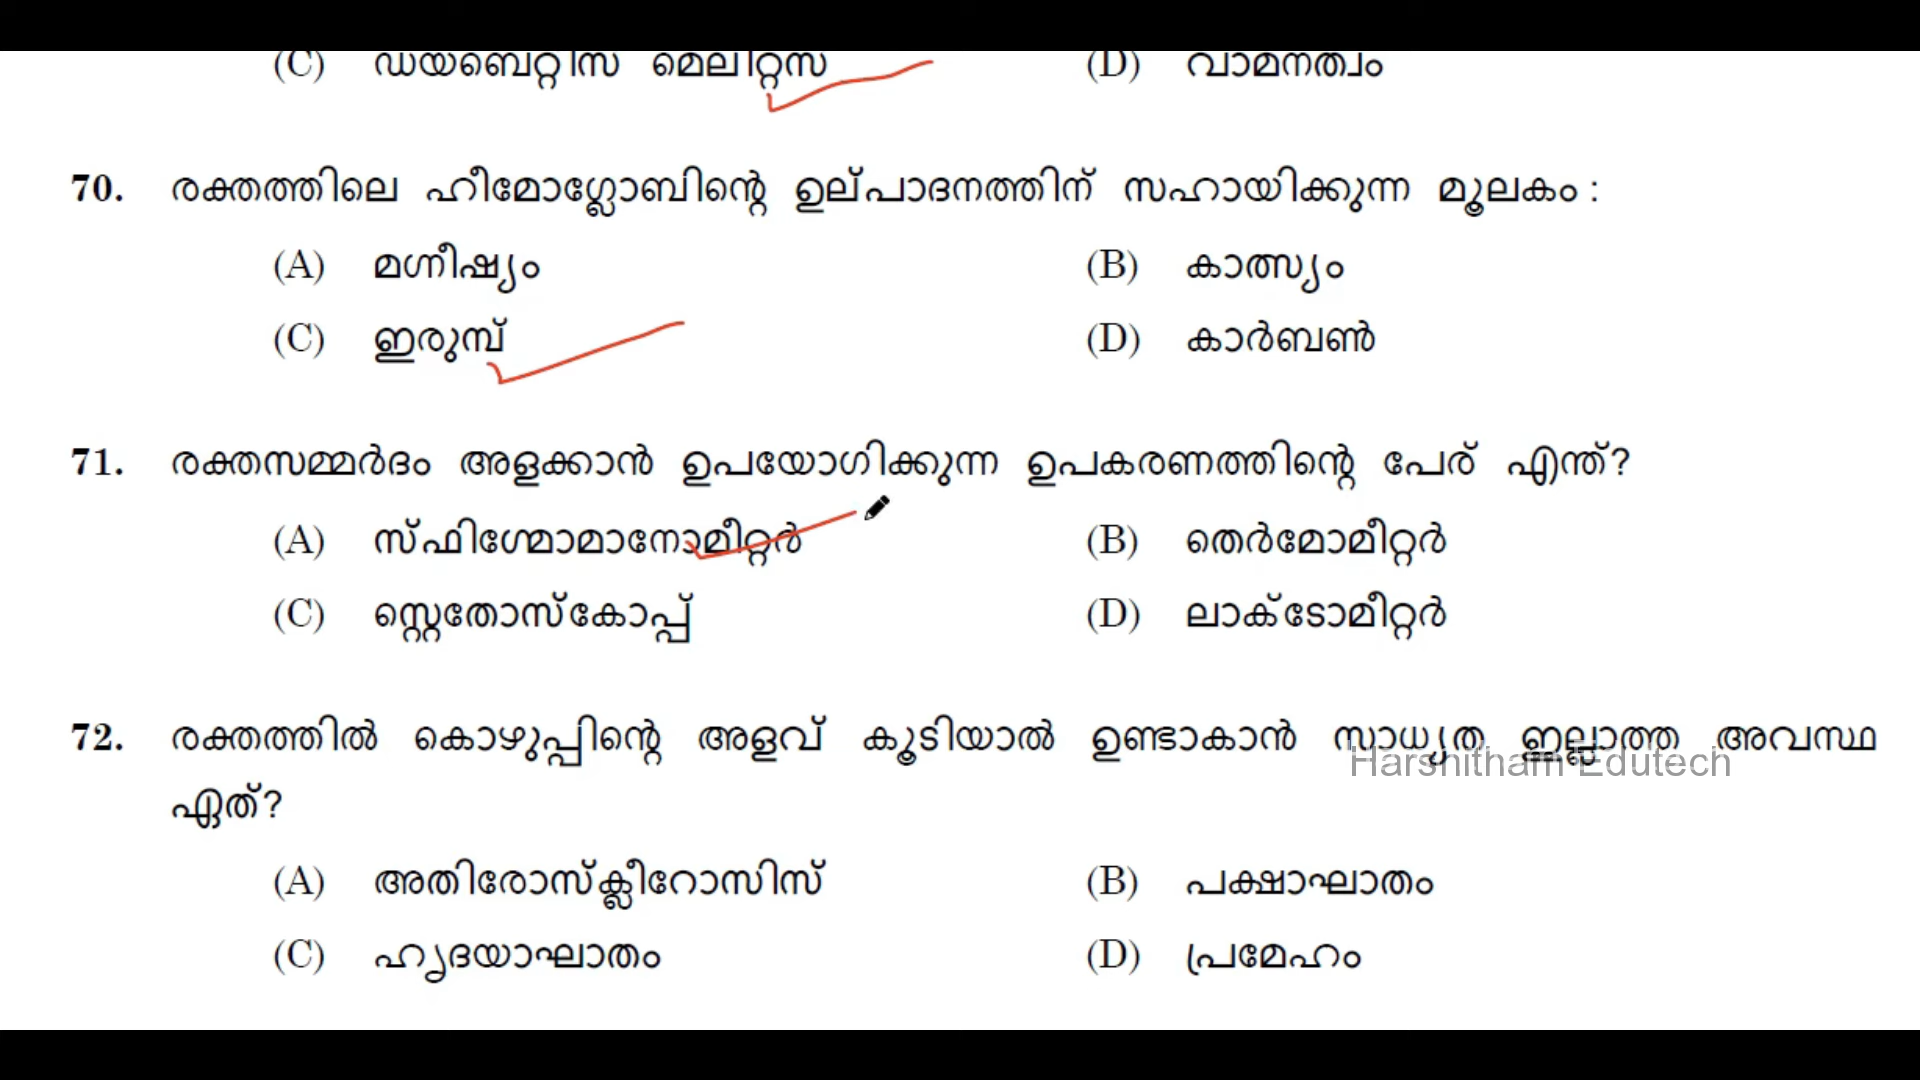 (C) ഡയബെറ്റിസ് മെലിറ്റസ് (D) വാമനത്വം
70. രക്തത്തിലെ ഹീമോഗ്ലോബിന്റെ ഉല്പാദനത്തിന് സഹായിക്കുന്ന മൂലകം :
(A) മഗ്നീഷ്യം (B) കാത്സ്യം
(C) ഇരുമ്പ് (D) കാർബൺ
71. രക്തസമ്മർദം അളക്കാൻ ഉപയോഗിക്കുന്ന ഉപകരണത്തിന്റെ പേര് എന്ത്?
(A) സ്ഫിഗ്മോമാനോമീറ്റർ (B) തെർമോമീറ്റർ
(C) സ്റ്റെതോസ്കോപ്പ് (D) ലാക്ടോമീറ്റർ
72. രക്തത്തിൽ കൊഴുപ്പിന്റെ അളവ് കൂടിയാൽ ഉണ്ടാകാൻ സാധ്യത ഇല്ലാത്ത അവസ്ഥ
Harshitham Edutech
ഏത്?
(A) അതിരോസ്ക്ലീറോസിസ് (B) പക്ഷാഘാതം
(C) ഹൃദയാഘാതം (D) പ്രമേഹം